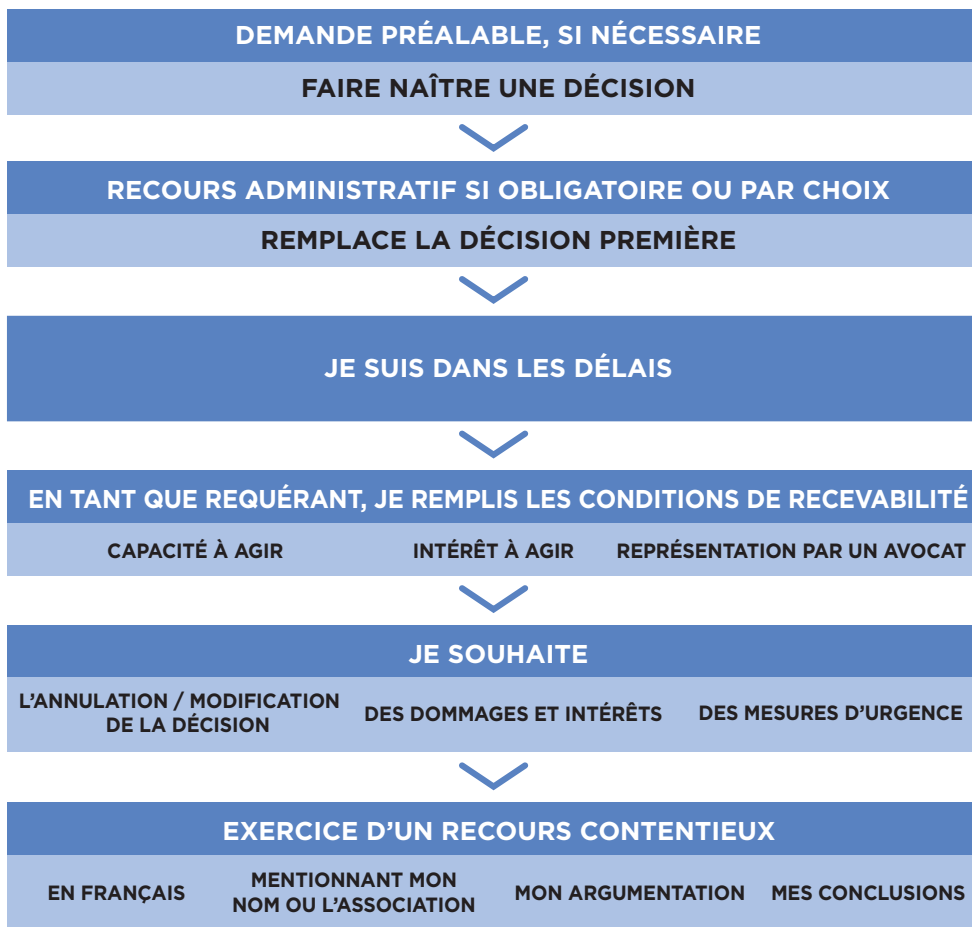 DEMANDE PRÉALABLE, SI NÉCESSAIRE
FAIRE NAÎTRE UNE DÉCISION
RECOURS ADMINISTRATIF SI OBLIGATOIRE OU PAR CHOIX
REMPLACE LA DÉCISION PREMIÈRE
JE SUIS DANS LES DÉLAIS
EN TANT QUE REQUÉRANT, JE REMPLIS LES CONDITIONS DE RECEVABILITÉ
CAPACITÉ À AGIR
INTÉRÊT À AGIR
REPRÉSENTATION PAR UN AVOCAT
JE SOUHAITE
L’ANNULATION / MODIFICATION
DE LA DÉCISION
DES DOMMAGES ET INTÉRÊTS
DES MESURES D’URGENCE
EXERCICE D’UN RECOURS CONTENTIEUX
EN FRANÇAIS
MENTIONNANT MON
NOM OU L’ASSOCIATION
MON ARGUMENTATION
MES CONCLUSIONS